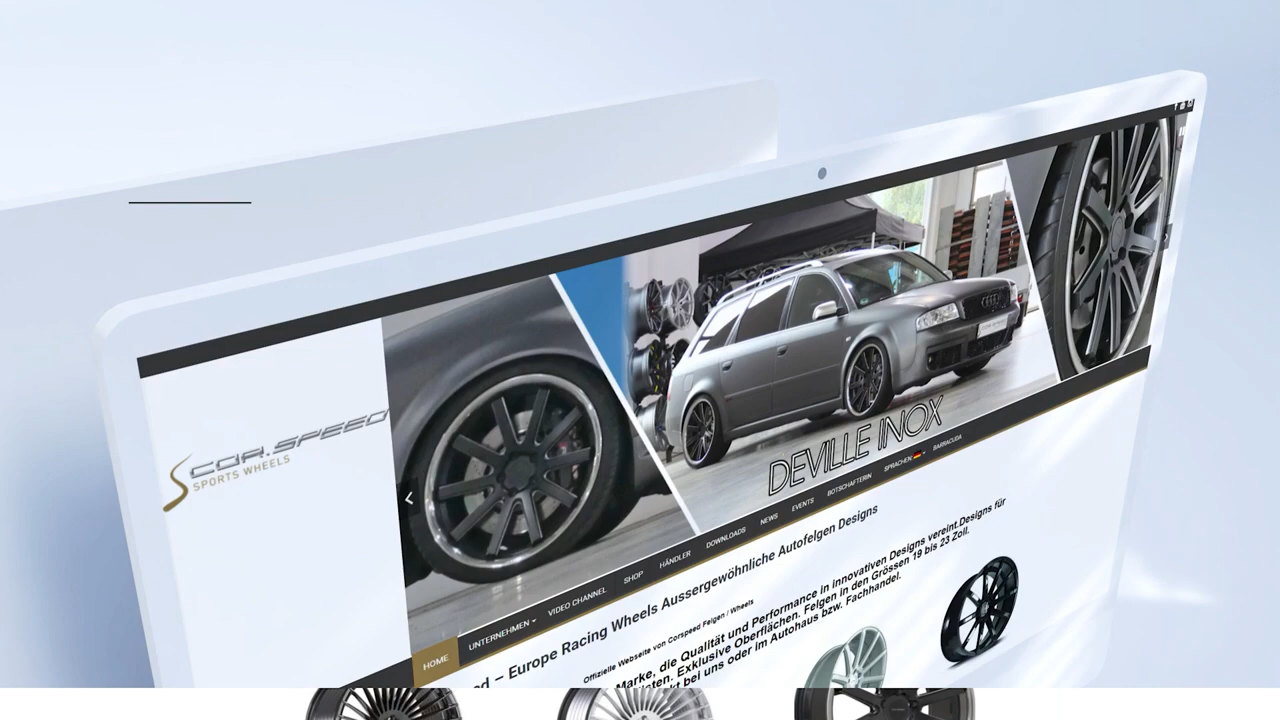 COR.SPEED
SPORTS WHEELS
DEVILLE INOX
HOME UNTERNEHMEN VIDEO CHANNEL SHOP HÄNDLER DOWNLOADS NEWS EVENTS BOTSCHAFTERIN SPRACHEN: BARRACUDA
– Europe Racing Wheels Aussergewöhnliche Autofelgen Designs
Offizielle Webseite von Corspeed Felgen / Wheels
Marke, die Qualität und Performance in innovativen Designs vereint.Designs für
Exklusive Oberflächen. Felgen in den Grössen 19 bis 23 Zoll.
bei uns oder im Autohaus bzw. Fachhandel.